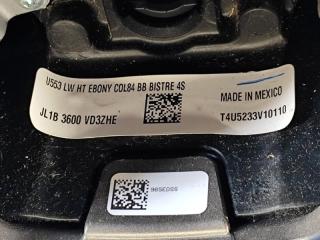 U553 LW HT EBONY COL84 BB BISTRE 4S
MADE IN MEXICO
JL1B 3600 VD3ZHE
T4U5233V10110